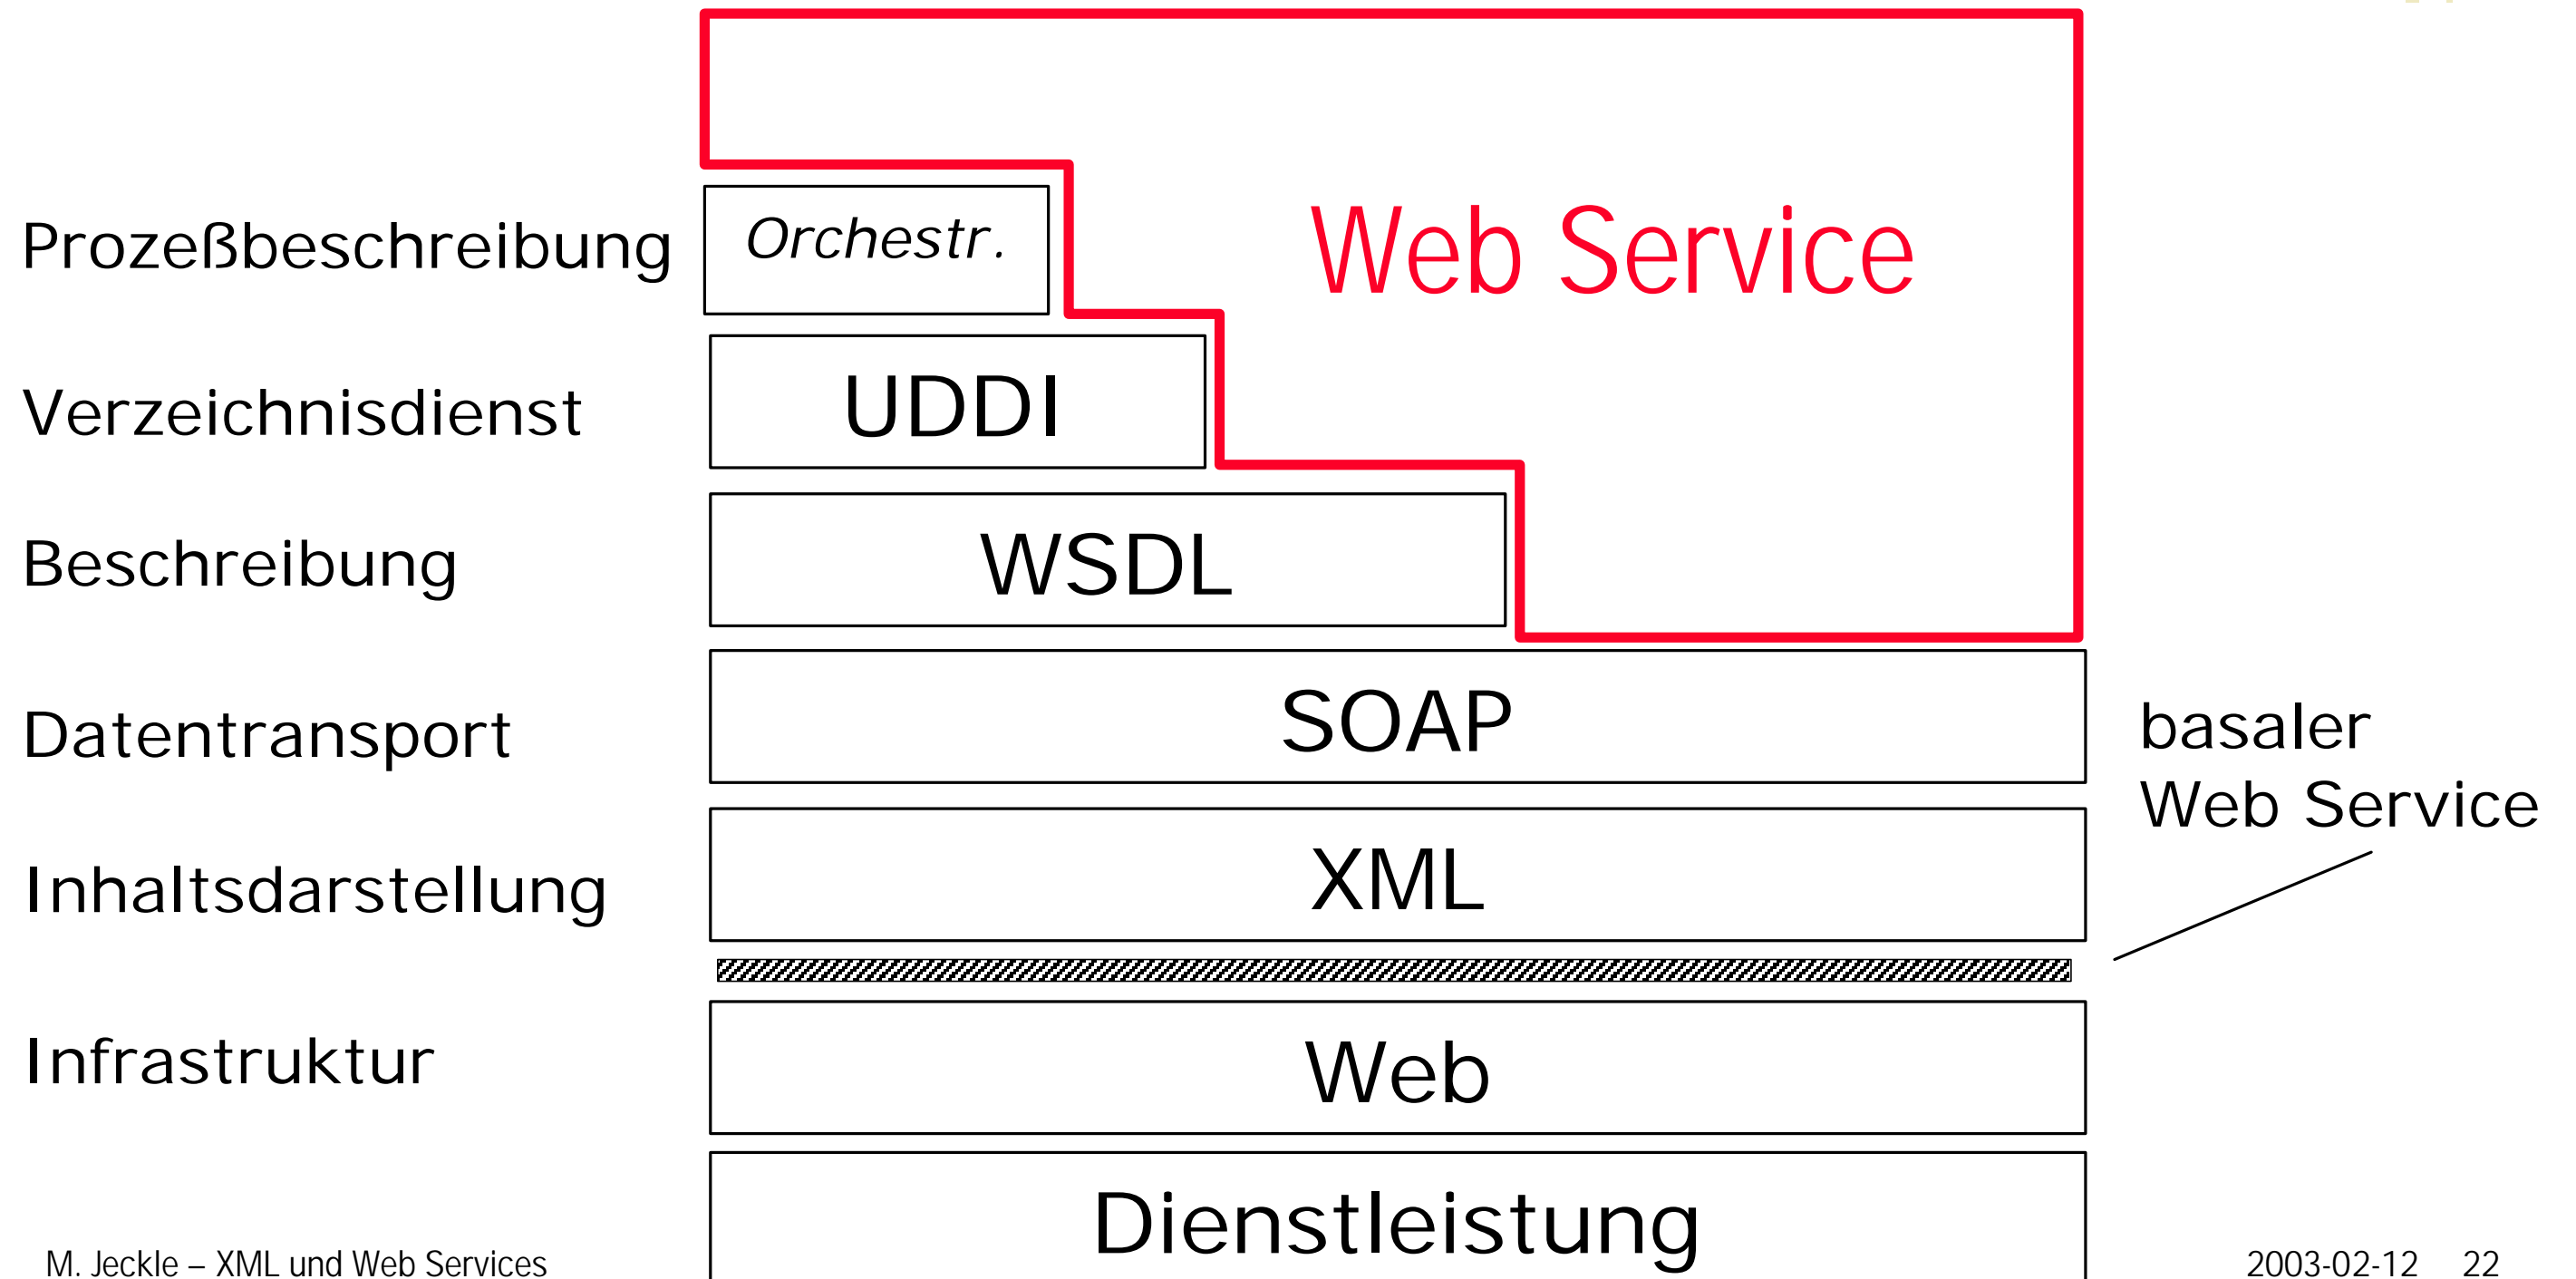 Web Service
Prozeßbeschreibung
Orchestr.
Verzeichnisdienst
UDDI
Beschreibung
WSDL
Datentransport
SOAP
basaler
Web Service
Inhaltsdarstellung
XML
Infrastruktur
Web
Dienstleistung
M. Jeckle – XML und Web Services
2003-02-12 22